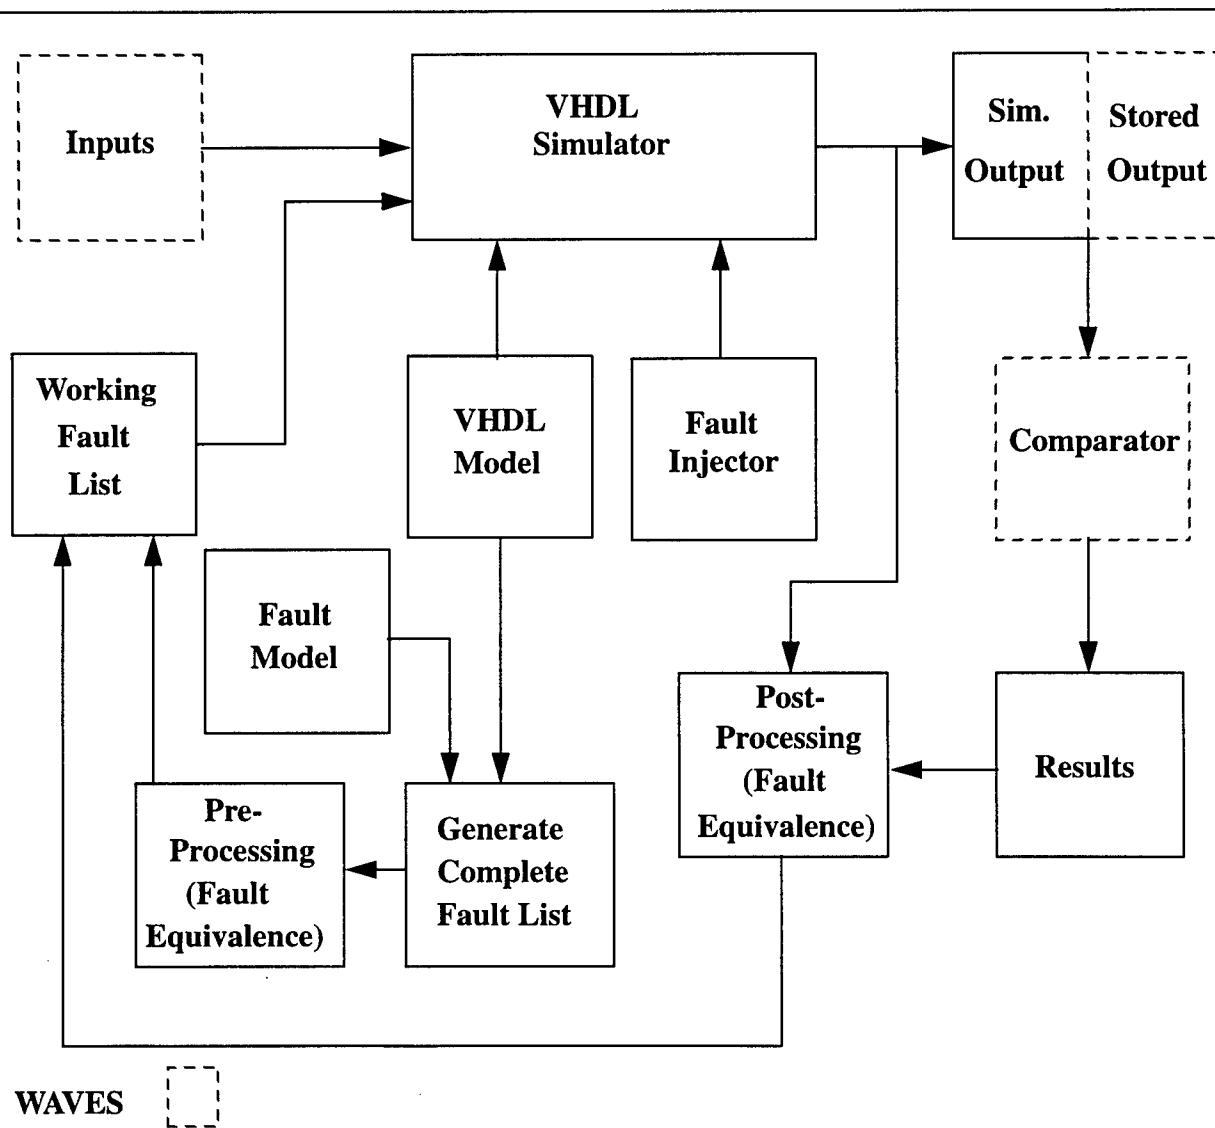 Inputs
VHDL
Simulator
Sim.
Output
Stored
Output
Working
Fault
List
VHDL
Model
Fault
Injector
Comparator
Fault
Model
Post-
Processing
(Fault
Equivalence)
Results
Pre-
Processing
(Fault
Equivalence)
Generate
Complete
Fault List
WAVES